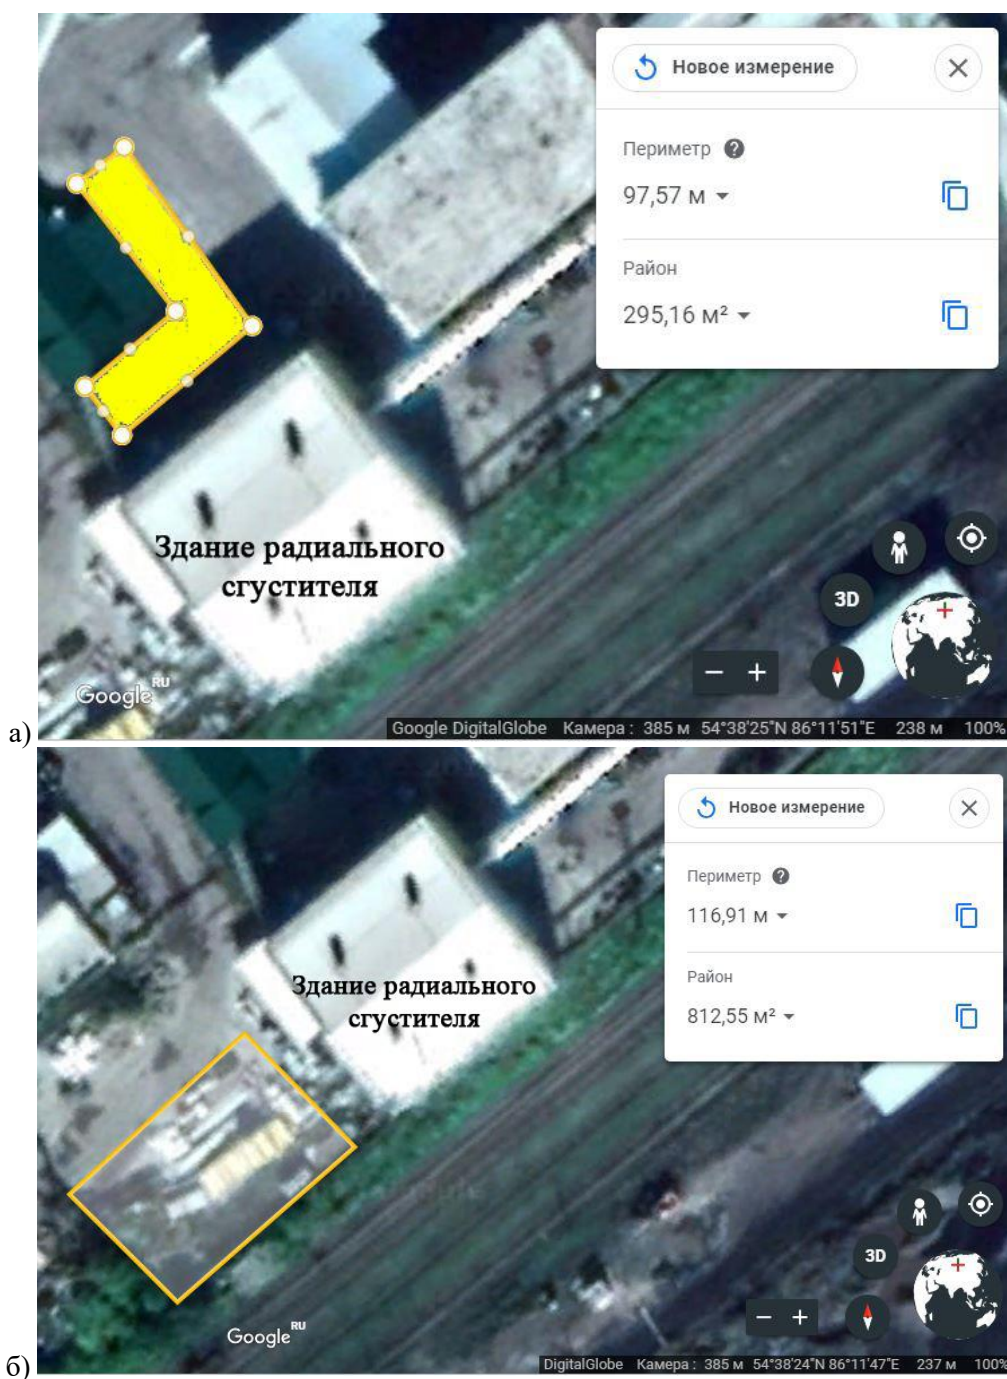 Новое измерение
Периметр
97,57 м
Район
295,16 м²
Здание радиального
сгустителя
3D
Google RU
а)
Google DigitalGlobe Камера : 385 м 54°38'25"N 86°11'51"E 238 м 100%
Новое измерение
Периметр
116,91 м
Район
812,55 м²
Здание радиального
сгустителя
3D
Google RU
б)
DigitalGlobe Камера : 385 м 54°38'24"N 86°11'47"E 237 м 100%